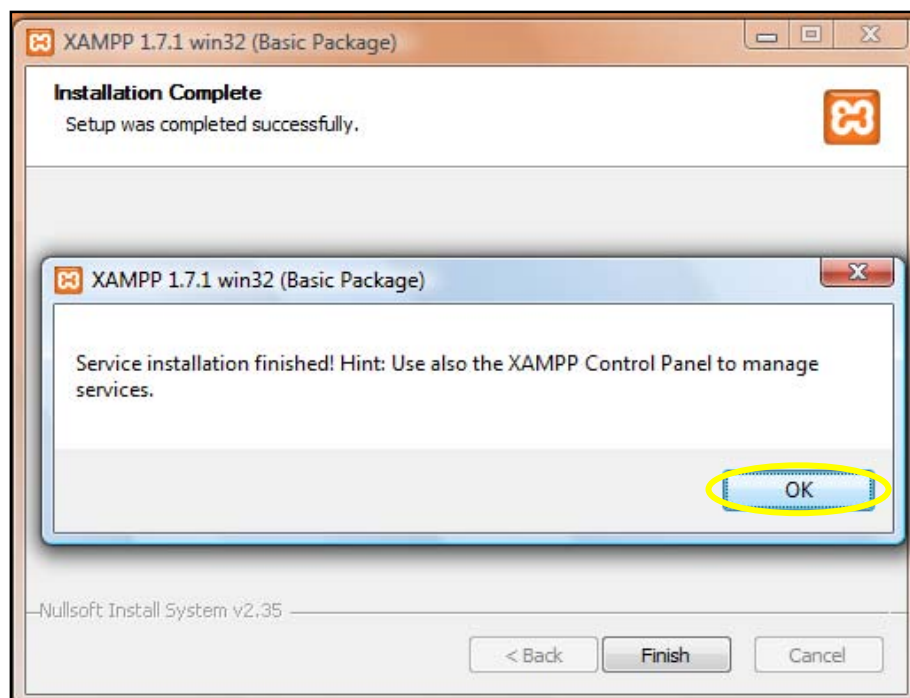 XAMPP 1.7.1 win32 (Basic Package)
Installation Complete
Setup was completed successfully.
XAMPP 1.7.1 win32 (Basic Package)
Service installation finished! Hint: Use also the XAMPP Control Panel to manage
services.
OK
Nullsoft Install System v2.35
< Back Finish Cancel